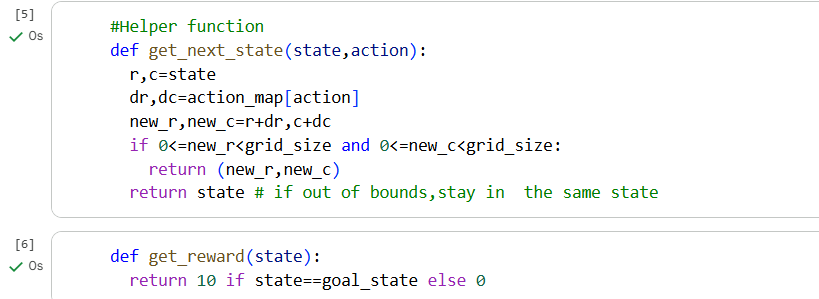 [5]
0s
#Helper function
def get_next_state(state,action):
  r,c=state
  dr,dc=action_map[action]
  new_r,new_c=r+dr,c+dc
  if 0<=new_r<grid_size and 0<=new_c<grid_size:
    return (new_r,new_c)
  return state # if out of bounds,stay in  the same state
[6]
0s
def get_reward(state):
  return 10 if state==goal_state else 0